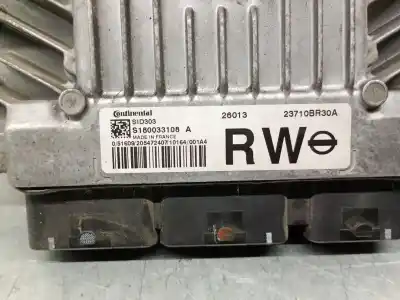 Continental
SID303
S180033108 A
MADE IN FRANCE
26013
23710BR30A
RW